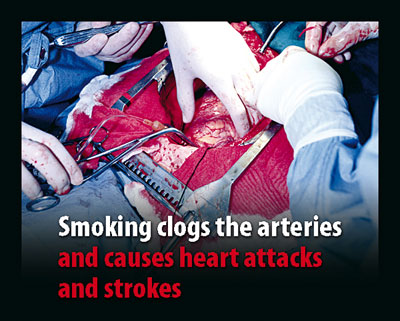 Smoking clogs the arteries
and causes heart attacks
and strokes